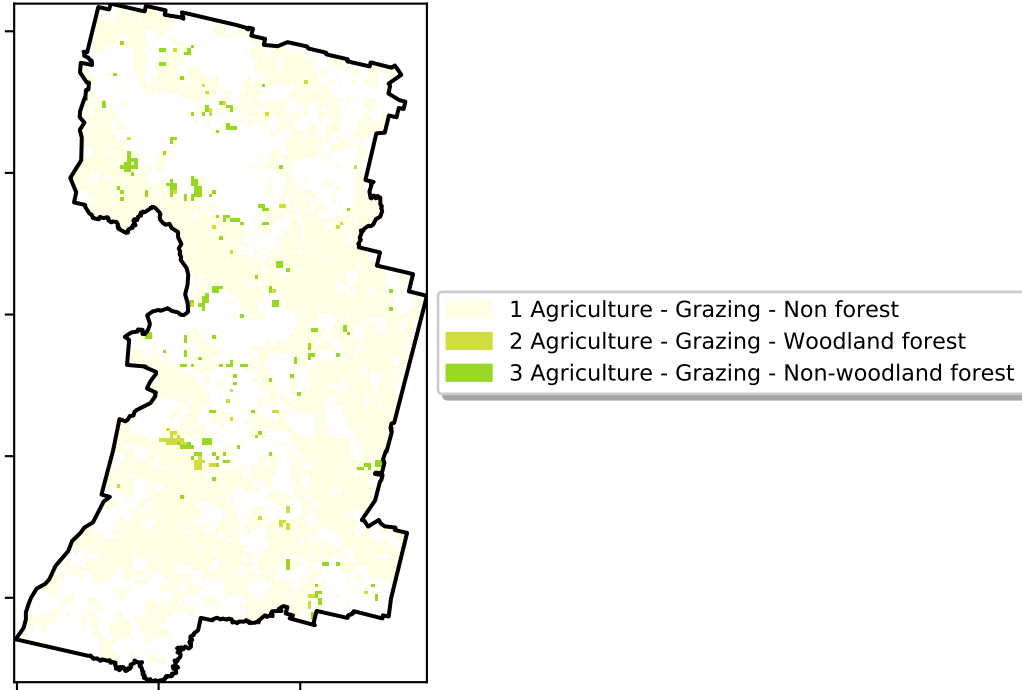 1 Agriculture - Grazing - Non forest
2 Agriculture - Grazing - Woodland forest
3 Agriculture - Grazing - Non-woodland forest